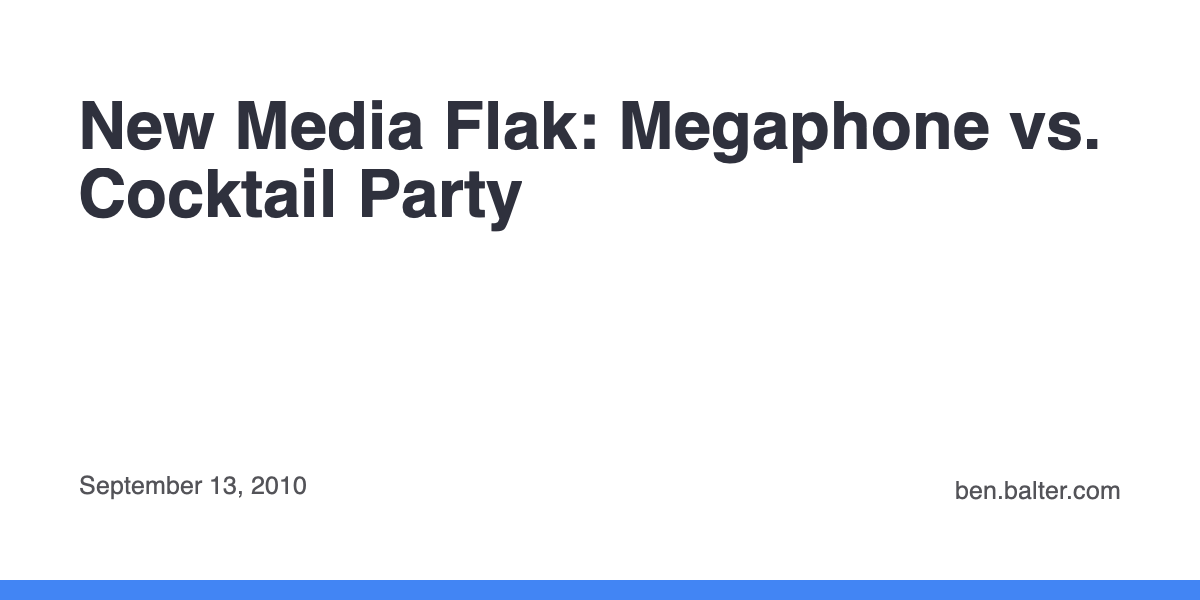 New Media Flak: Megaphone vs.
Cocktail Party
September 13, 2010
ben.balter.com